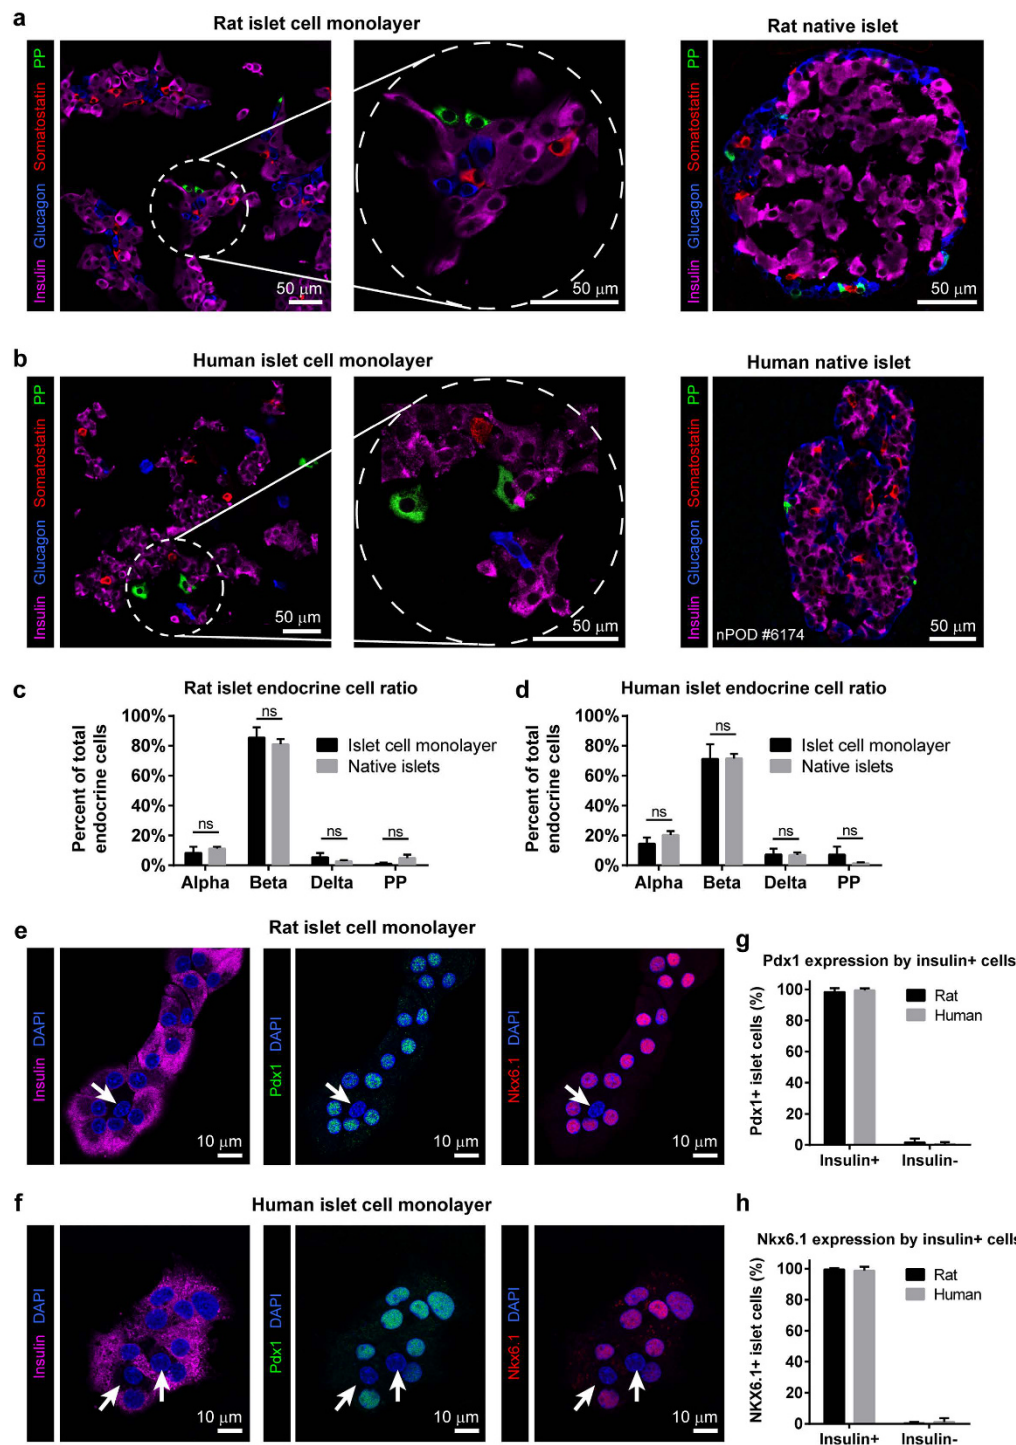 a
Rat islet cell monolayer
Rat native islet
Insulin Glucagon Somatostatin PP
50 µm
50 µm
Insulin Glucagon Somatostatin PP
50 µm
b
Human islet cell monolayer
Human native islet
Insulin Glucagon Somatostatin PP
50 µm
50 µm
Insulin Glucagon Somatostatin PP
nPOD #6174
50 µm
c
Rat islet endocrine cell ratio
Percent of total
endocrine cells
100%
80%
60%
40%
20%
0%
ns
ns
ns
ns
Islet cell monolayer
Native islets
Alpha
Beta
Delta
PP
d
Human islet endocrine cell ratio
Percent of total
endocrine cells
100%
80%
60%
40%
20%
0%
ns
ns
ns
ns
Islet cell monolayer
Native islets
Alpha
Beta
Delta
PP
e
Rat islet cell monolayer
Insulin DAPI
10 µm
Pdx1 DAPI
10 µm
Nkx6.1 DAPI
10 µm
g
Pdx1 expression by insulin+ cells
Pdx1+ islet cells (%)
100
80
60
40
20
0
Rat
Human
Insulin+
Insulin-
f
Human islet cell monolayer
Insulin DAPI
10 µm
Pdx1 DAPI
10 µm
Nkx6.1 DAPI
10 µm
h
Nkx6.1 expression by insulin+ cells
NKX6.1+ islet cells (%)
100
80
60
40
20
0
Rat
Human
Insulin+
Insulin-